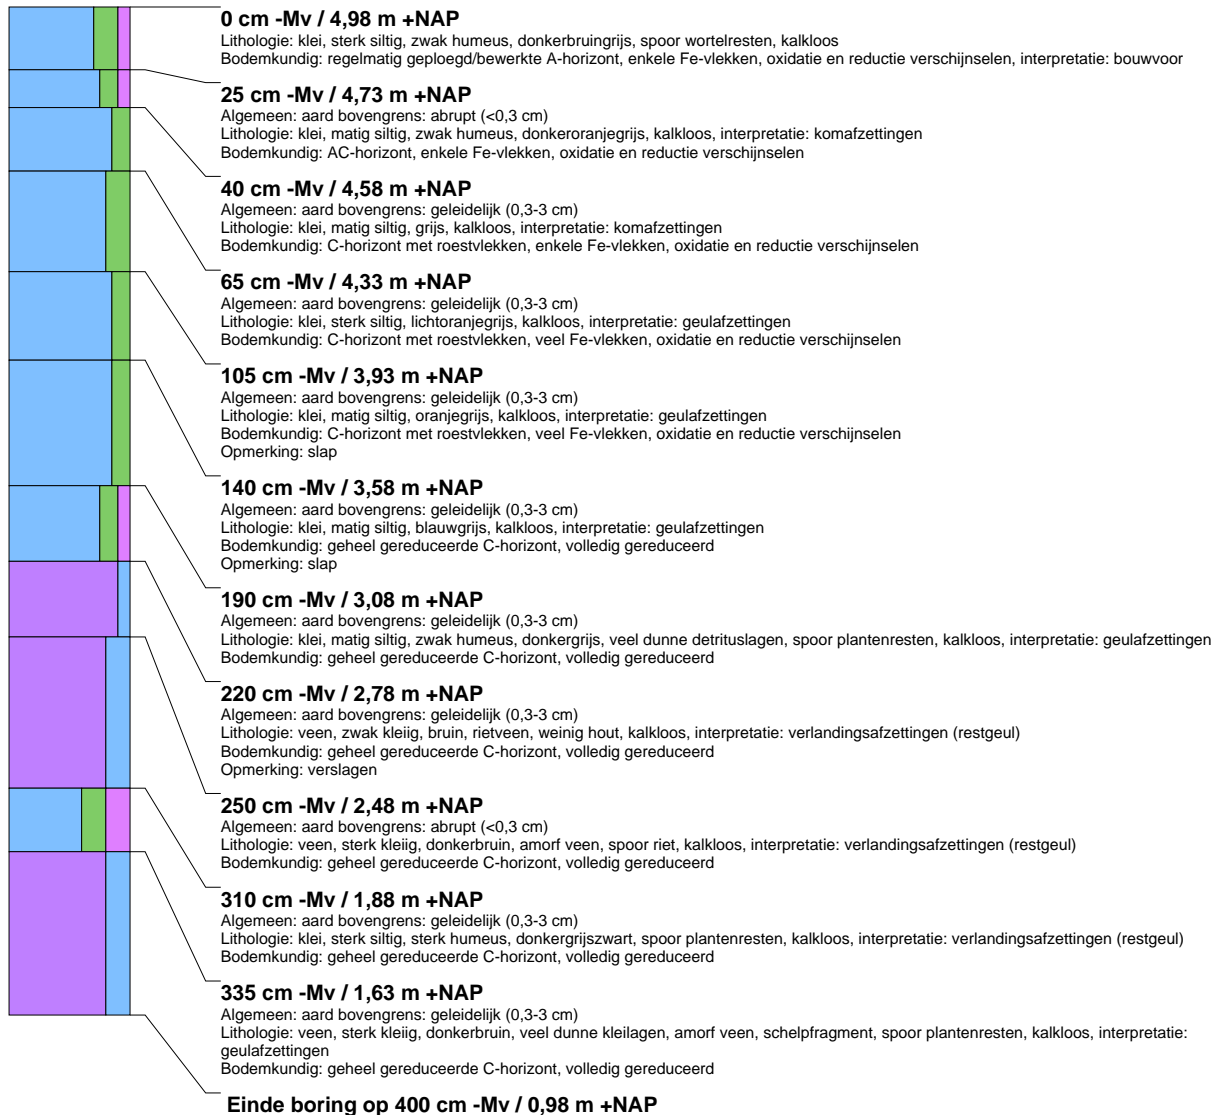 0 cm -Mv / 4,98 m +NAP
Lithologie: klei, sterk siltig, zwak humeus, donkerbruingrijs, spoor wortelresten, kalkloos
Bodemkundig: regelmatig geploegd/bewerkte A-horizont, enkele Fe-vlekken, oxidatie en reductie verschijnselen, interpretatie: bouwvoor
25 cm -Mv / 4,73 m +NAP
Algemeen: aard bovengrens: abrupt (<0,3 cm)
Lithologie: klei, matig siltig, zwak humeus, donkeroranjegrijs, kalkloos, interpretatie: komafzettingen
Bodemkundig: AC-horizont, enkele Fe-vlekken, oxidatie en reductie verschijnselen
40 cm -Mv / 4,58 m +NAP
Algemeen: aard bovengrens: geleidelijk (0,3-3 cm)
Lithologie: klei, matig siltig, grijs, kalkloos, interpretatie: komafzettingen
Bodemkundig: C-horizont met roestvlekken, enkele Fe-vlekken, oxidatie en reductie verschijnselen
65 cm -Mv / 4,33 m +NAP
Algemeen: aard bovengrens: geleidelijk (0,3-3 cm)
Lithologie: klei, sterk siltig, lichtoranjegrijs, kalkloos, interpretatie: geulafzettingen
Bodemkundig: C-horizont met roestvlekken, veel Fe-vlekken, oxidatie en reductie verschijnselen
105 cm -Mv / 3,93 m +NAP
Algemeen: aard bovengrens: geleidelijk (0,3-3 cm)
Lithologie: klei, matig siltig, oranjegrijs, kalkloos, interpretatie: geulafzettingen
Bodemkundig: C-horizont met roestvlekken, veel Fe-vlekken, oxidatie en reductie verschijnselen
Opmerking: slap
140 cm -Mv / 3,58 m +NAP
Algemeen: aard bovengrens: geleidelijk (0,3-3 cm)
Lithologie: klei, matig siltig, blauwgrijs, kalkloos, interpretatie: geulafzettingen
Bodemkundig: geheel gereduceerde C-horizont, volledig gereduceerd
Opmerking: slap
190 cm -Mv / 3,08 m +NAP
Algemeen: aard bovengrens: geleidelijk (0,3-3 cm)
Lithologie: klei, matig siltig, zwak humeus, donkergrijs, veel dunne detrituslagen, spoor plantenresten, kalkloos, interpretatie: geulafzettingen
Bodemkundig: geheel gereduceerde C-horizont, volledig gereduceerd
220 cm -Mv / 2,78 m +NAP
Algemeen: aard bovengrens: geleidelijk (0,3-3 cm)
Lithologie: veen, zwak kleiig, bruin, rietveen, weinig hout, kalkloos, interpretatie: verlandingsafzettingen (restgeul)
Bodemkundig: geheel gereduceerde C-horizont, volledig gereduceerd
Opmerking: verslagen
250 cm -Mv / 2,48 m +NAP
Algemeen: aard bovengrens: abrupt (<0,3 cm)
Lithologie: veen, sterk kleiig, donkerbruin, amorf veen, spoor riet, kalkloos, interpretatie: verlandingsafzettingen (restgeul)
Bodemkundig: geheel gereduceerde C-horizont, volledig gereduceerd
310 cm -Mv / 1,88 m +NAP
Algemeen: aard bovengrens: geleidelijk (0,3-3 cm)
Lithologie: klei, sterk siltig, sterk humeus, donkergrijszwart, spoor plantenresten, kalkloos, interpretatie: verlandingsafzettingen (restgeul)
Bodemkundig: geheel gereduceerde C-horizont, volledig gereduceerd
335 cm -Mv / 1,63 m +NAP
Algemeen: aard bovengrens: geleidelijk (0,3-3 cm)
Lithologie: veen, sterk kleiig, donkerbruin, veel dunne kleilagen, amorf veen, schelpfragment, spoor plantenresten, kalkloos, interpretatie:
geulafzettingen
Bodemkundig: geheel gereduceerde C-horizont, volledig gereduceerd
Einde boring op 400 cm -Mv / 0,98 m +NAP